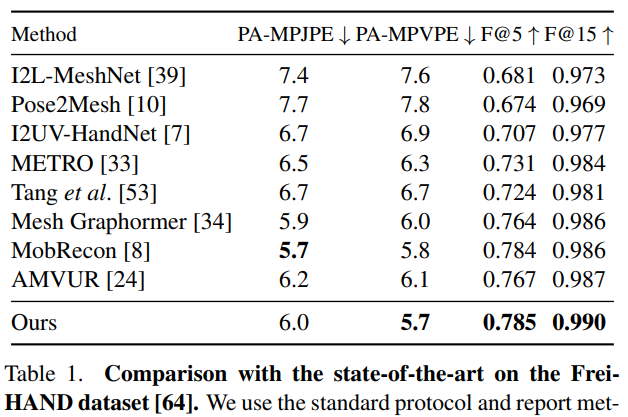 Method PA-MPJPE ↓ PA-MPVPE ↓ F@5 ↑ F@15 ↑
I2L-MeshNet [39] 7.4 7.6 0.681 0.973
Pose2Mesh [10] 7.7 7.8 0.674 0.969
I2UV-HandNet [7] 6.7 6.9 0.707 0.977
METRO [33] 6.5 6.3 0.731 0.984
Tang et al. [53] 6.7 6.7 0.724 0.981
Mesh Graphormer [34] 5.9 6.0 0.764 0.986
MobRecon [8] 5.7 5.8 0.784 0.986
AMVUR [24] 6.2 6.1 0.767 0.987
Ours 6.0 5.7 0.785 0.990
Table 1. Comparison with the state-of-the-art on the Frei-
HAND dataset [64]. We use the standard protocol and report met-